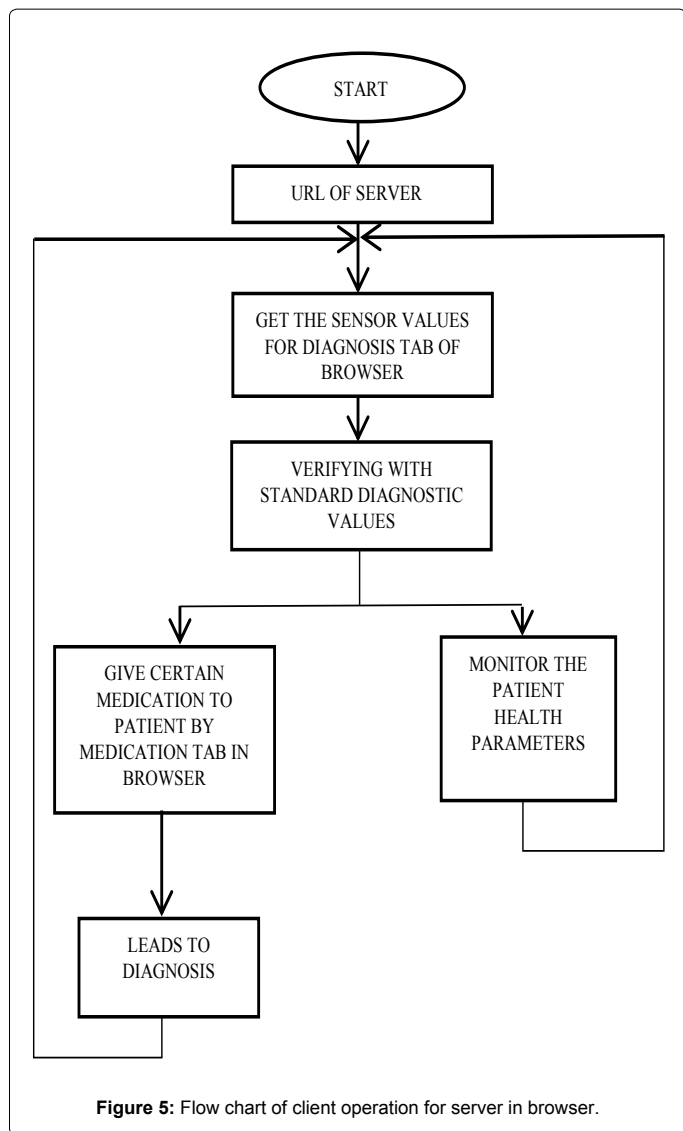 START
URL OF SERVER
GET THE SENSOR VALUES
FOR DIAGNOSIS TAB OF
BROWSER
VERIFYING WITH
STANDARD DIAGNOSTIC
VALUES
GIVE CERTAIN
MEDICATION TO
PATIENT BY
MEDICATION TAB IN
BROWSER
MONITOR THE
PATIENT
HEALTH
PARAMETERS
LEADS TO
DIAGNOSIS
Figure 5: Flow chart of client operation for server in browser.